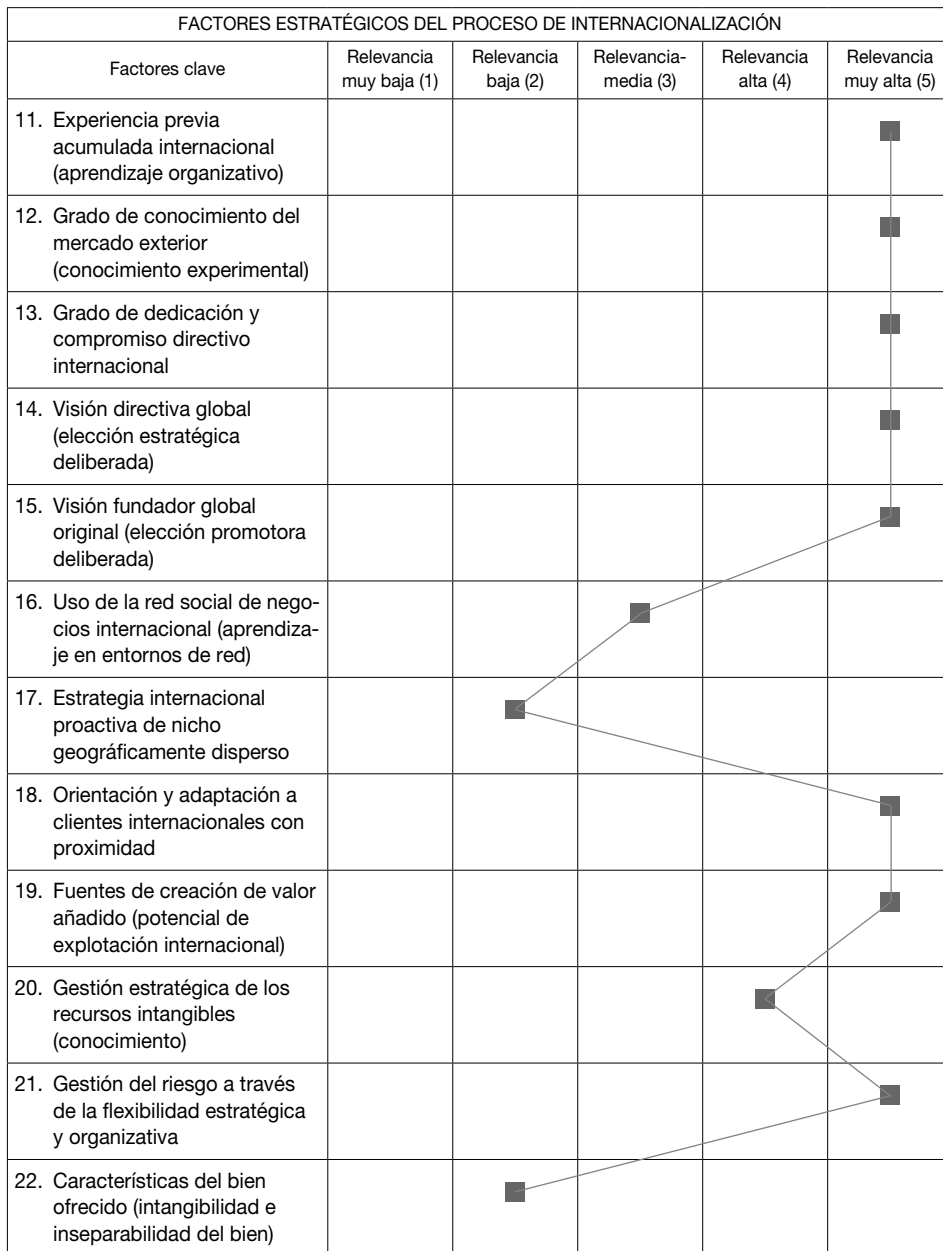 FACTORES ESTRATÉGICOS DEL PROCESO DE INTERNACIONALIZACIÓN
Factores clave
Relevancia
muy baja (1)
Relevancia
baja (2)
Relevancia-
media (3)
Relevancia
alta (4)
Relevancia
muy alta (5)
11. Experiencia previa
acumulada internacional
(aprendizaje organizativo)
12. Grado de conocimiento del
mercado exterior
(conocimiento experimental)
13. Grado de dedicación y
compromiso directivo
internacional
14. Visión directiva global
(elección estratégica
deliberada)
15. Visión fundador global
original (elección promotora
deliberada)
16. Uso de la red social de nego-
cios internacional (aprendiza-
je en entornos de red)
17. Estrategia internacional
proactiva de nicho
geográficamente disperso
18. Orientación y adaptación a
clientes internacionales con
proximidad
19. Fuentes de creación de valor
añadido (potencial de
explotación internacional)
20. Gestión estratégica de los
recursos intangibles
(conocimiento)
21. Gestión del riesgo a través
de la flexibilidad estratégica
y organizativa
22. Características del bien
ofrecido (intangibilidad e
inseparabilidad del bien)